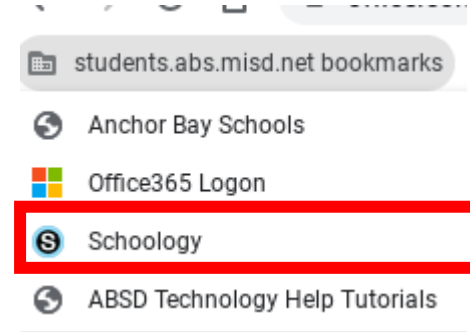 students.abs.misd.net bookmarks
Anchor Bay Schools
Office365 Logon
Schoology
ABSD Technology Help Tutorials